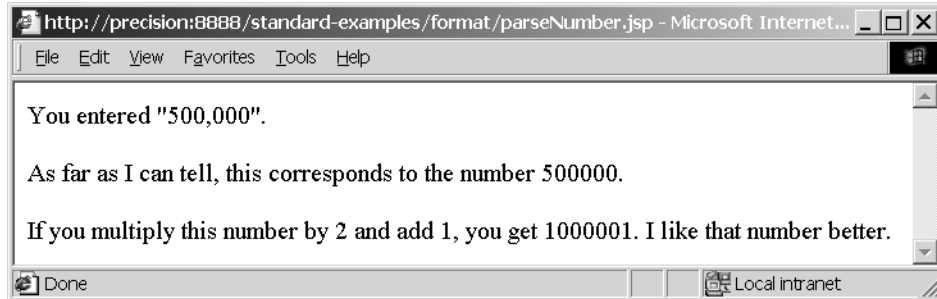 http://precision:8888/standard-examples/format/parseNumber.jsp - Microsoft Internet...
File Edit View Favorites Tools Help
You entered "500,000".
As far as I can tell, this corresponds to the number 500000.
If you multiply this number by 2 and add 1, you get 1000001. I like that number better.
Done Local intranet